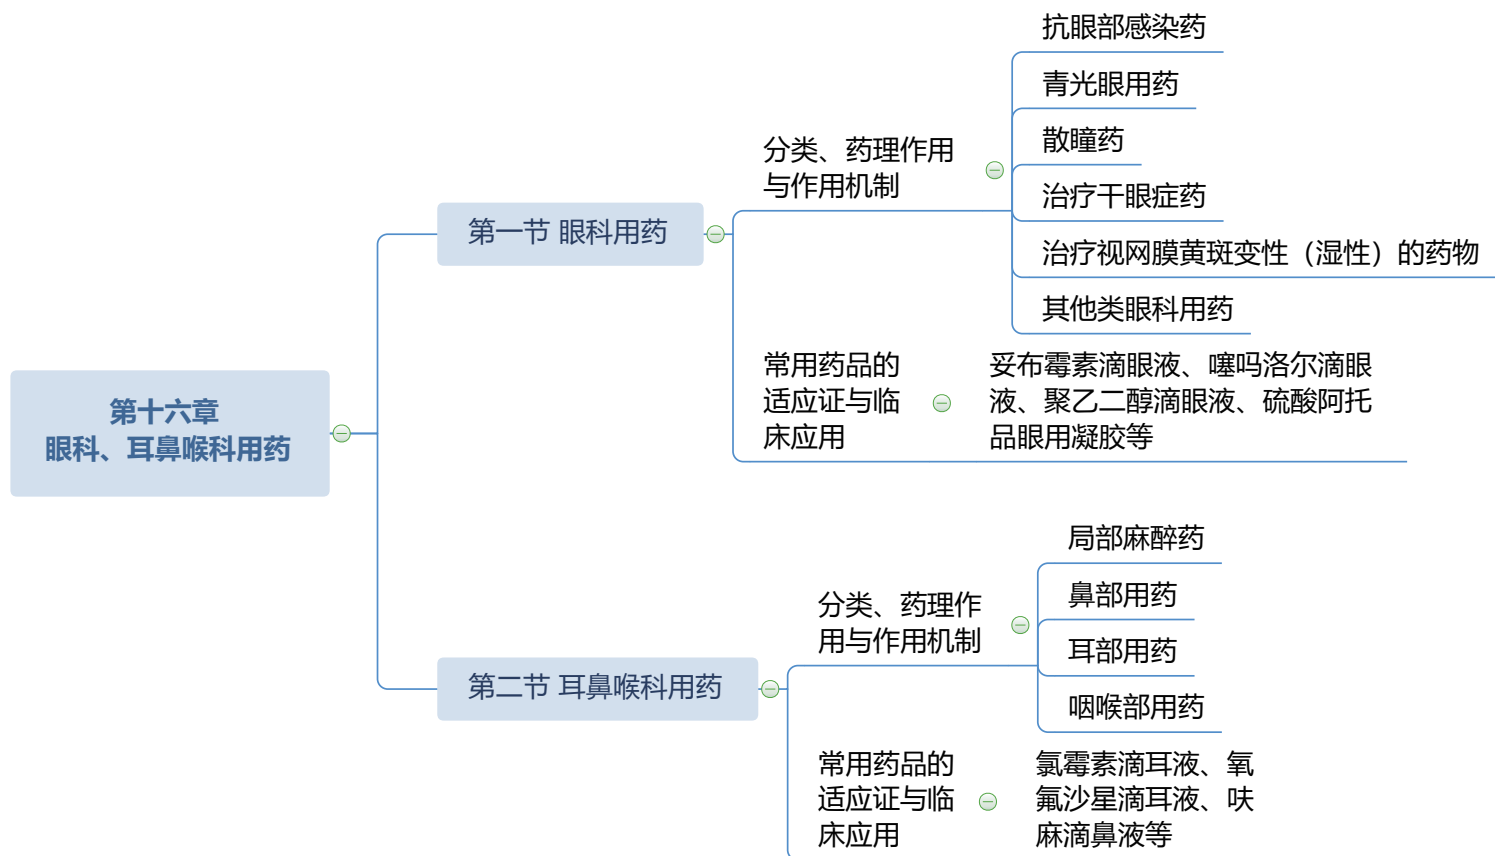 第十六章
眼科、耳鼻喉科用药
第一节 眼科用药
分类、药理作用
与作用机制
抗眼部感染药
青光眼用药
散瞳药
治疗干眼症药
治疗视网膜黄斑变性（湿性）的药物
其他类眼科用药
常用药品的
适应证与临
床应用
妥布霉素滴眼液、噻吗洛尔滴眼
液、聚乙二醇滴眼液、硫酸阿托
品眼用凝胶等
第二节 耳鼻喉科用药
分类、药理作
用与作用机制
局部麻醉药
鼻部用药
耳部用药
咽喉部用药
常用药品的
适应证与临
床应用
氯霉素滴耳液、氧
氟沙星滴耳液、呋
麻滴鼻液等